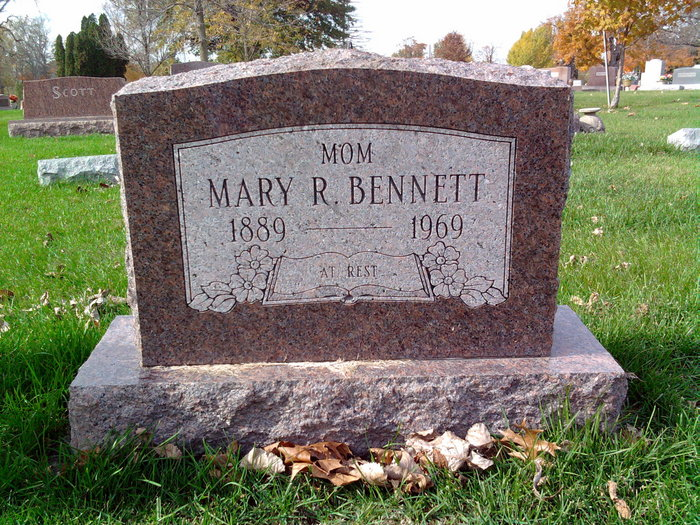 Scott
MOM
MARY R. BENNETT
1889 — 1969
AT REST